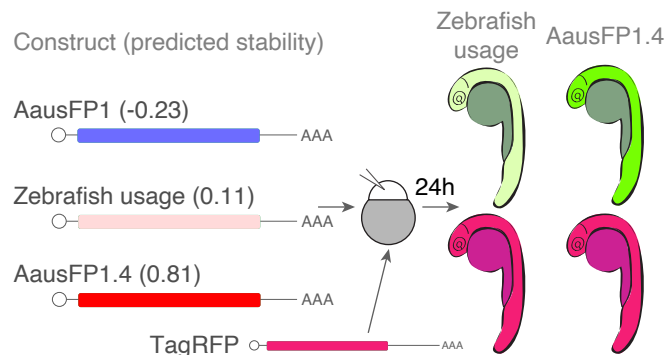 Construct (predicted stability)
Zebrafish usage
AausFP1.4
AausFP1 (-0.23)
AAA
Zebrafish usage (0.11)
AAA
24h
AausFP1.4 (0.81)
AAA
TagRFP
AAA